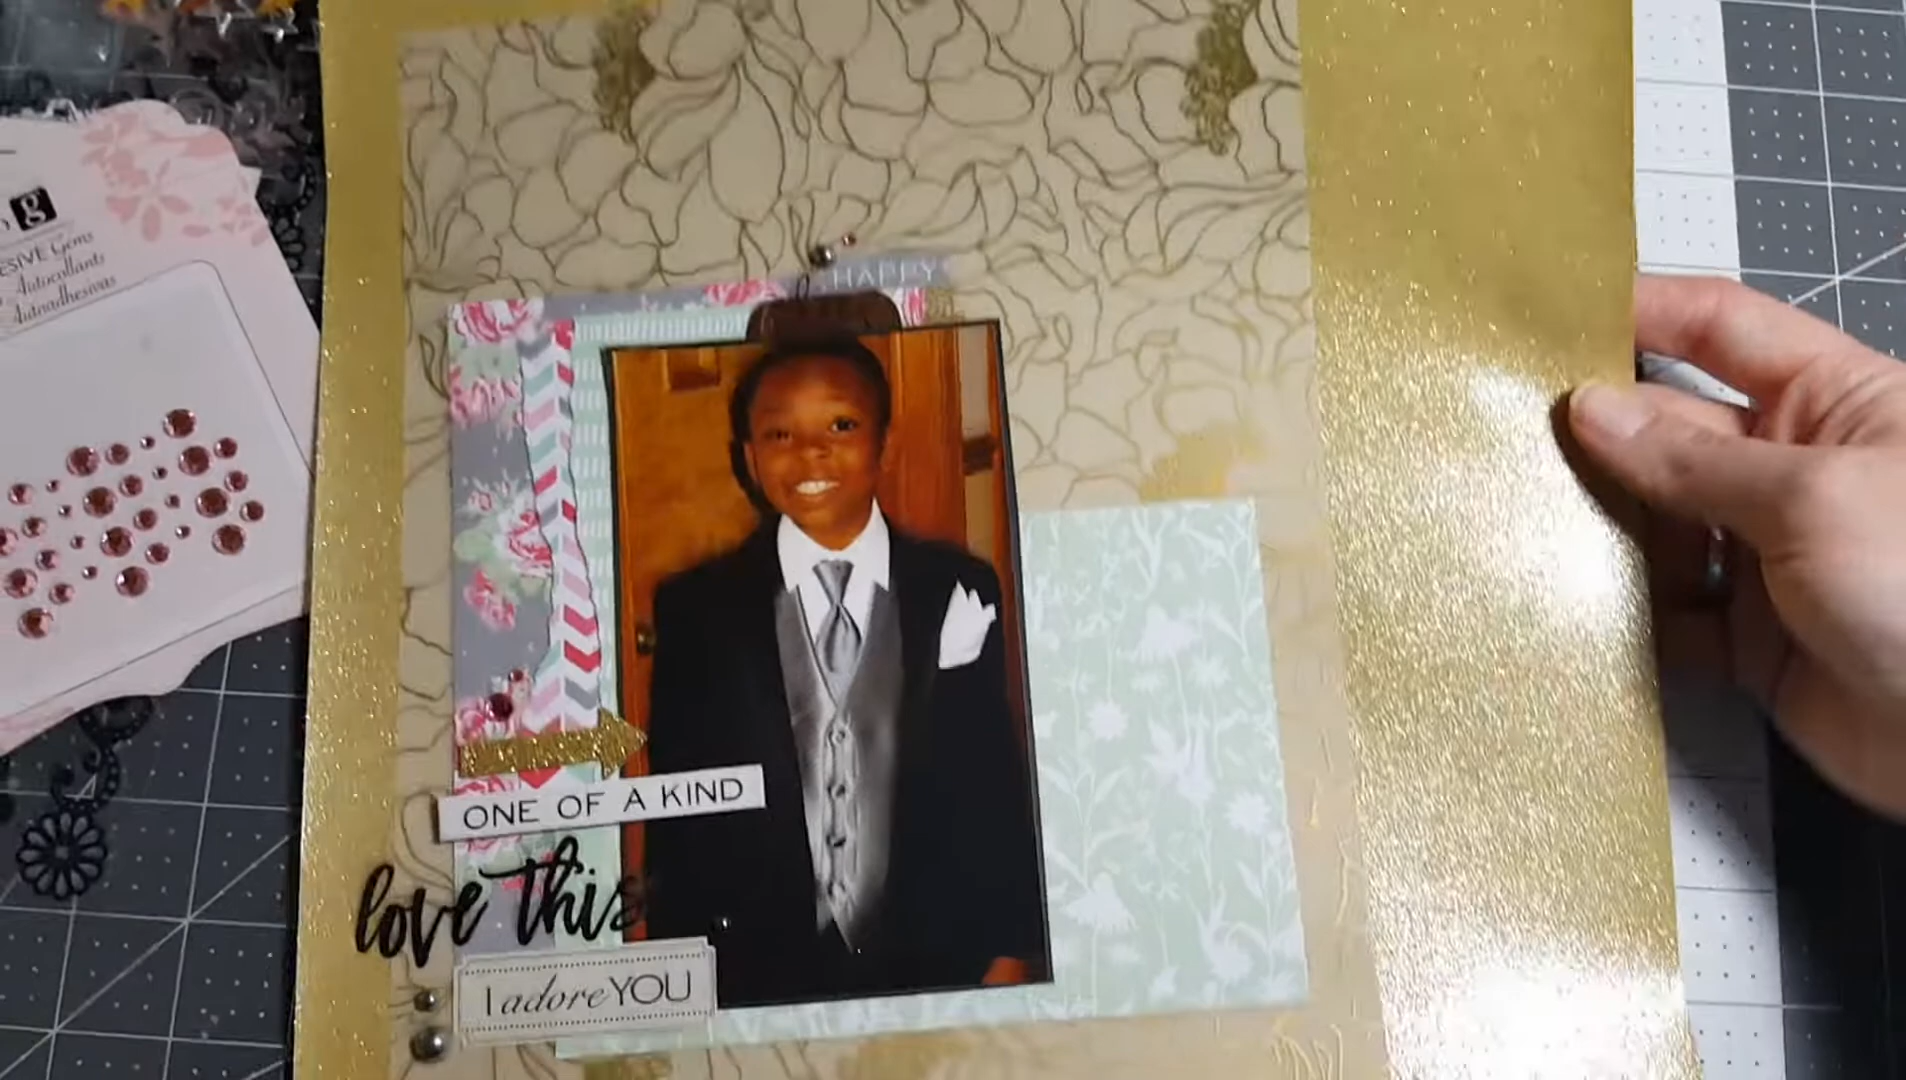 g
ESIVE Gems
Autocollants
Autoadhesivas
HAPPY
ONE OF A KIND
love this
I adore YOU